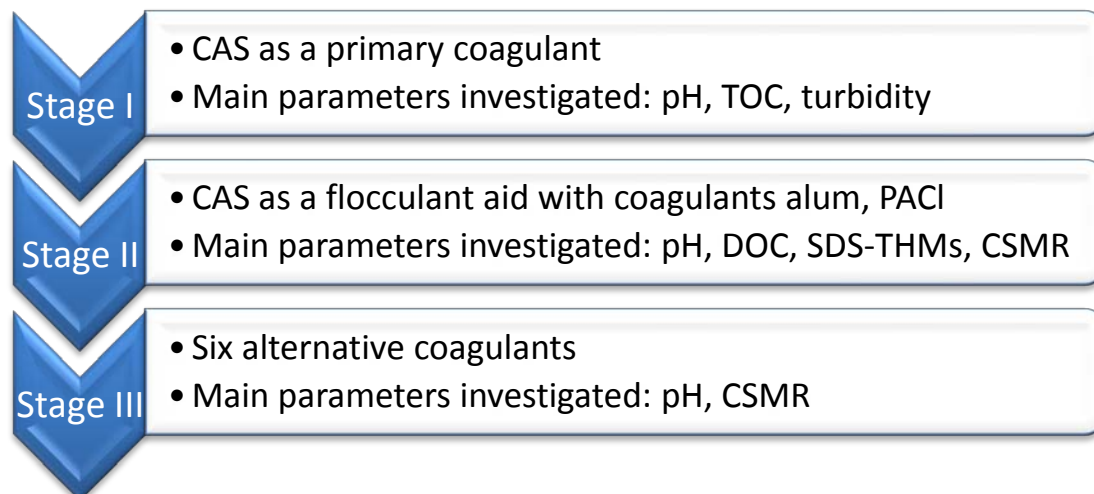 Stage I
• CAS as a primary coagulant
• Main parameters investigated: pH, TOC, turbidity
Stage II
• CAS as a flocculant aid with coagulants alum, PACl
• Main parameters investigated: pH, DOC, SDS-THMs, CSMR
Stage III
• Six alternative coagulants
• Main parameters investigated: pH, CSMR